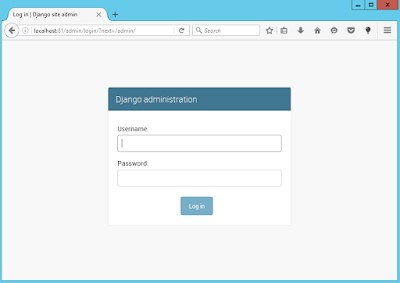 Log in | Django site admin
localhost:81/admin/login/?next=/admin/
Search
Django administration
Username:
Password:
Log in